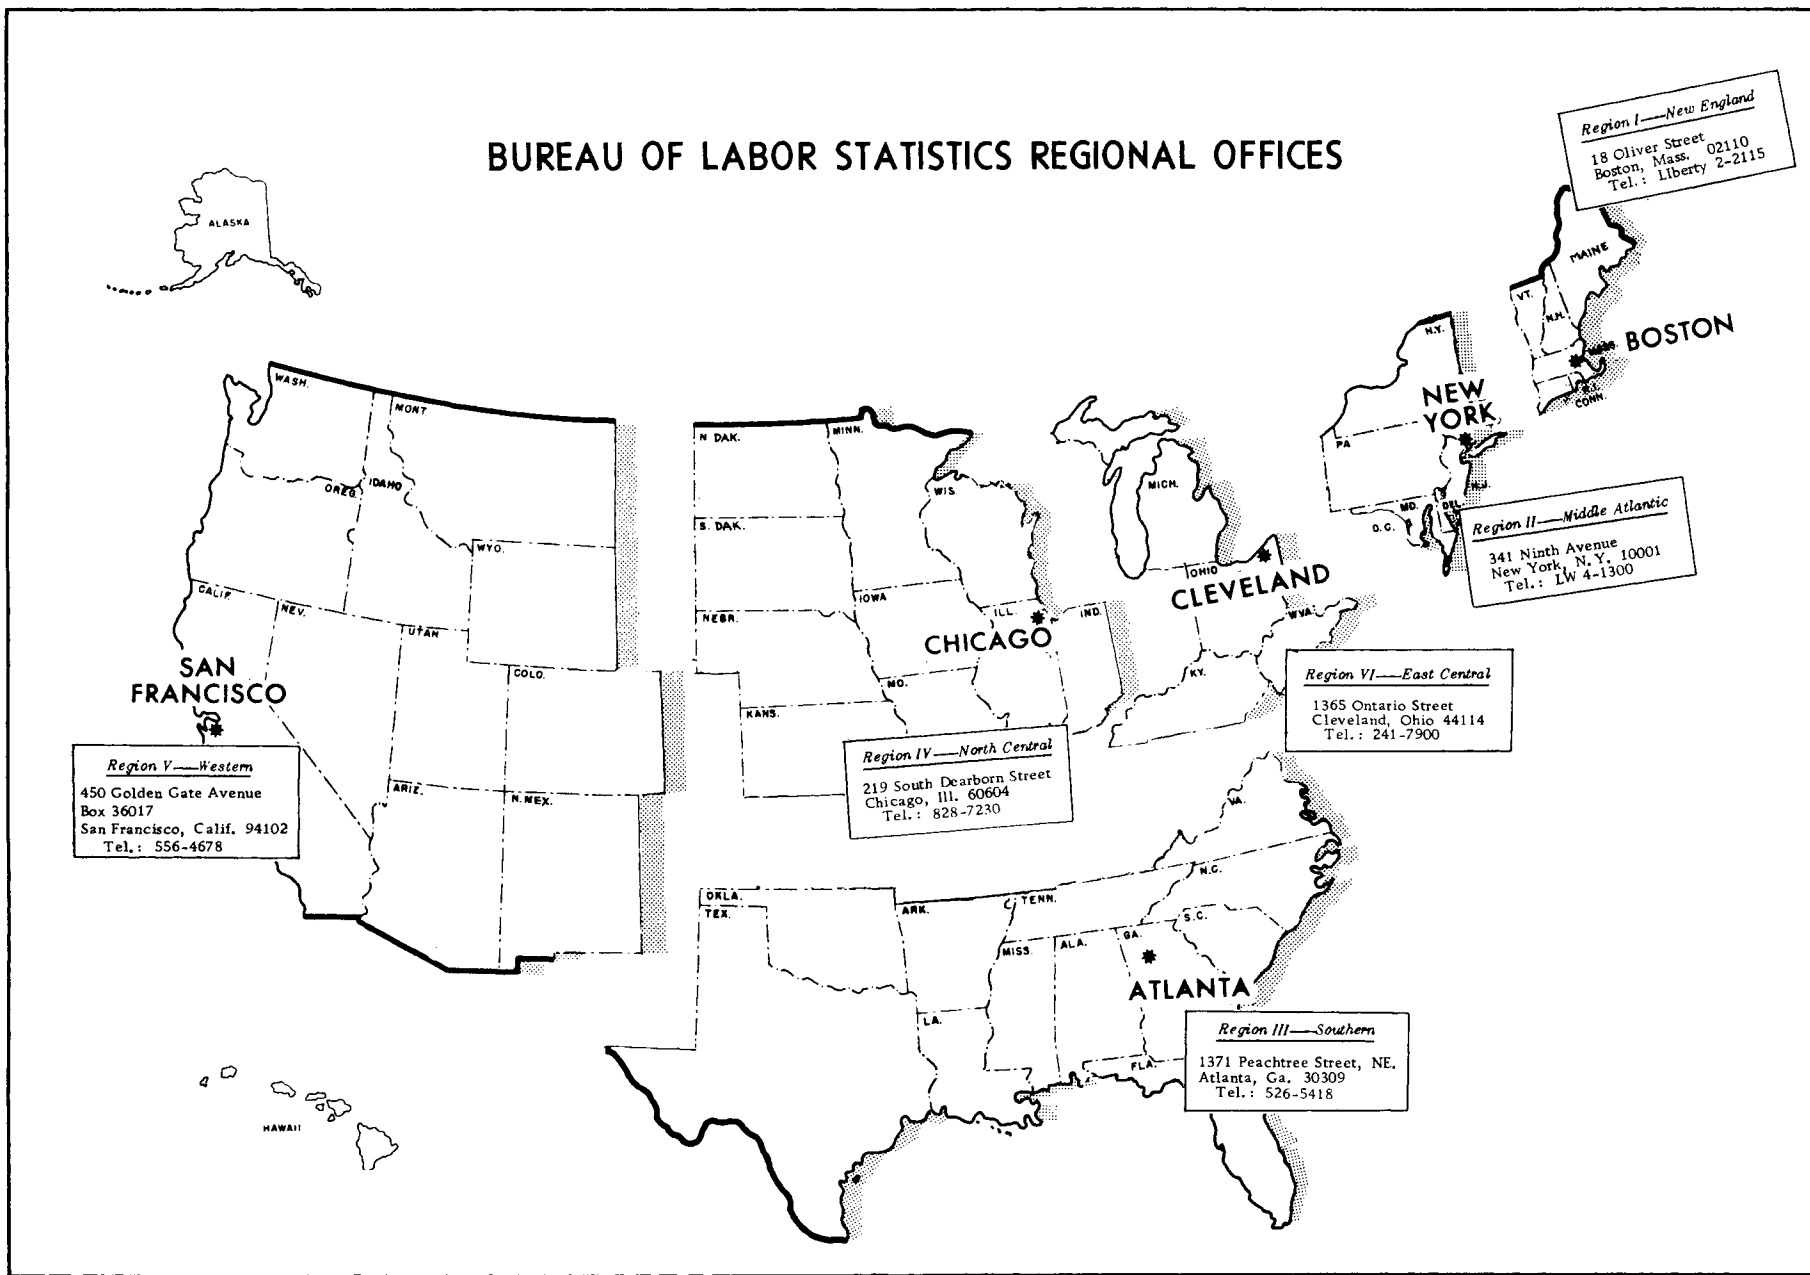 BUREAU OF LABOR STATISTICS REGIONAL OFFICES
Region I—New England
18 Oliver Street
Boston, Mass. 02110
Tel.: LIberty 2-2115
ALASKA
MAINE
VT.
N.H.
MASS.
BOSTON
R.I.
CONN.
N.Y.
NEW
YORK
PA
N.J.
MD.
DEL.
D.C.
Region II—Middle Atlantic
341 Ninth Avenue
New York, N. Y. 10001
Tel.: LW 4-1300
WASH.
MONT.
OREG.
IDAHO
WYO.
CALIF.
NEV.
UTAH
COLO.
ARIZ.
N. MEX.
SAN
FRANCISCO
Region V—Western
450 Golden Gate Avenue
Box 36017
San Francisco, Calif. 94102
Tel.: 556-4678
N DAK.
MINN.
S. DAK.
WIS.
IOWA
NEBR.
ILL.
IND.
CHICAGO
MO.
KANS.
Region IV—North Central
219 South Dearborn Street
Chicago, Ill. 60604
Tel.: 828-7230
MICH.
OHIO
CLEVELAND
W.VA.
KY.
Region VI—East Central
1365 Ontario Street
Cleveland, Ohio 44114
Tel.: 241-7900
VA.
N.C.
OKLA.
TEX.
ARK.
TENN.
S.C.
MISS.
ALA.
GA.
ATLANTA
LA.
FLA.
Region III—Southern
1371 Peachtree Street, NE.
Atlanta, Ga. 30309
Tel.: 526-5418
HAWAII